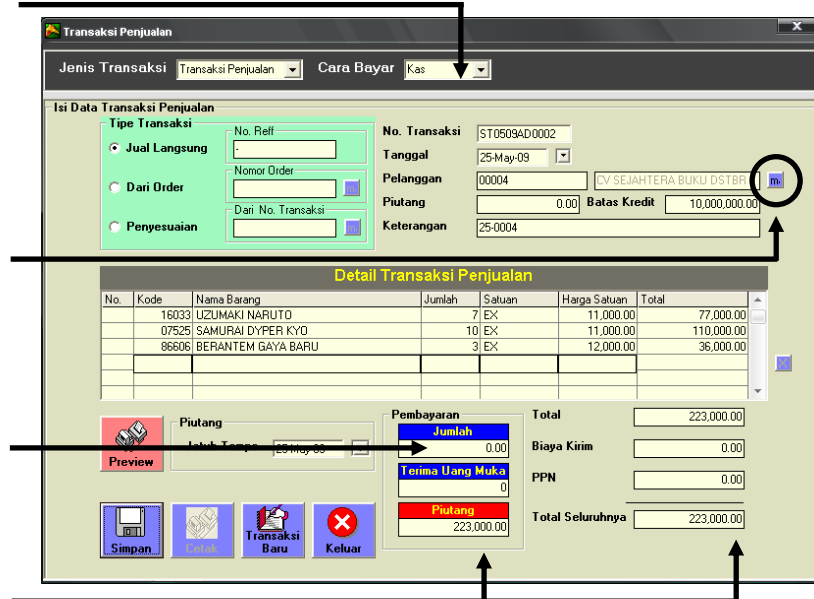 Transaksi Penjualan
Jenis Transaksi Transaksi Penjualan Cara Bayar Kas
Isi Data Transaksi Penjualan
Tipe Transaksi
No. Reff
Jual Langsung -
Nomor Order
Dari Order
Dari No. Transaksi
Penyesuaian
No. Transaksi ST0509AD0002
Tanggal 25-May-09
Pelanggan 00004 CV SEJAHTERA BUKU DSTBR
Piutang 0.00 Batas Kredit 10,000,000.00
Keterangan 25-0004
Detail Transaksi Penjualan
No. Kode Nama Barang Jumlah Satuan Harga Satuan Total
16033 UZUMAKI NARUTO 7 EX 11,000.00 77,000.00
07525 SAMURAI DYPER KYO 10 EX 11,000.00 110,000.00
86606 BERANTEM GAYA BARU 3 EX 12,000.00 36,000.00
Preview
Piutang
Jatuh Tempo 25-May-09
Pembayaran
Jumlah
0.00
Terima Uang Muka
0
Piutang
223,000.00
Total 223,000.00
Biaya Kirim 0.00
PPN 0.00
Total Seluruhnya 223,000.00
Simpan
Cetak
Transaksi
Baru
Keluar